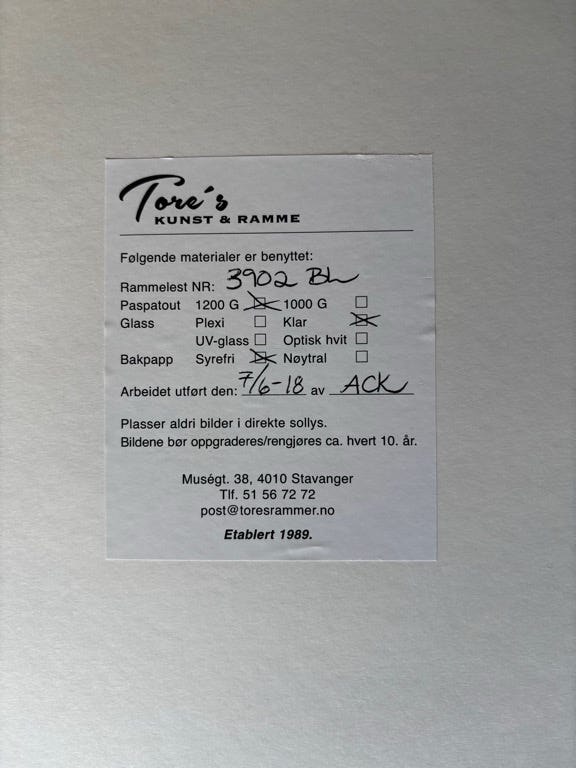 Tore's
KUNST & RAMME
Følgende materialer er benyttet:
Rammelest NR: 3902 BL
Paspatout 1200 G ☒ 1000 G ☐
Glass Plexi ☐ Klar ☒
UV-glass ☐ Optisk hvit ☐
Bakpapp Syrefri ☒ Nøytral ☐
Arbeidet utført den: 7/6-18 av ACK
Plasser aldri bilder i direkte sollys.
Bildene bør oppgraderes/rengjøres ca. hvert 10. år.
Muségt. 38, 4010 Stavanger
Tlf. 51 56 72 72
post@toresrammer.no
Etablert 1989.